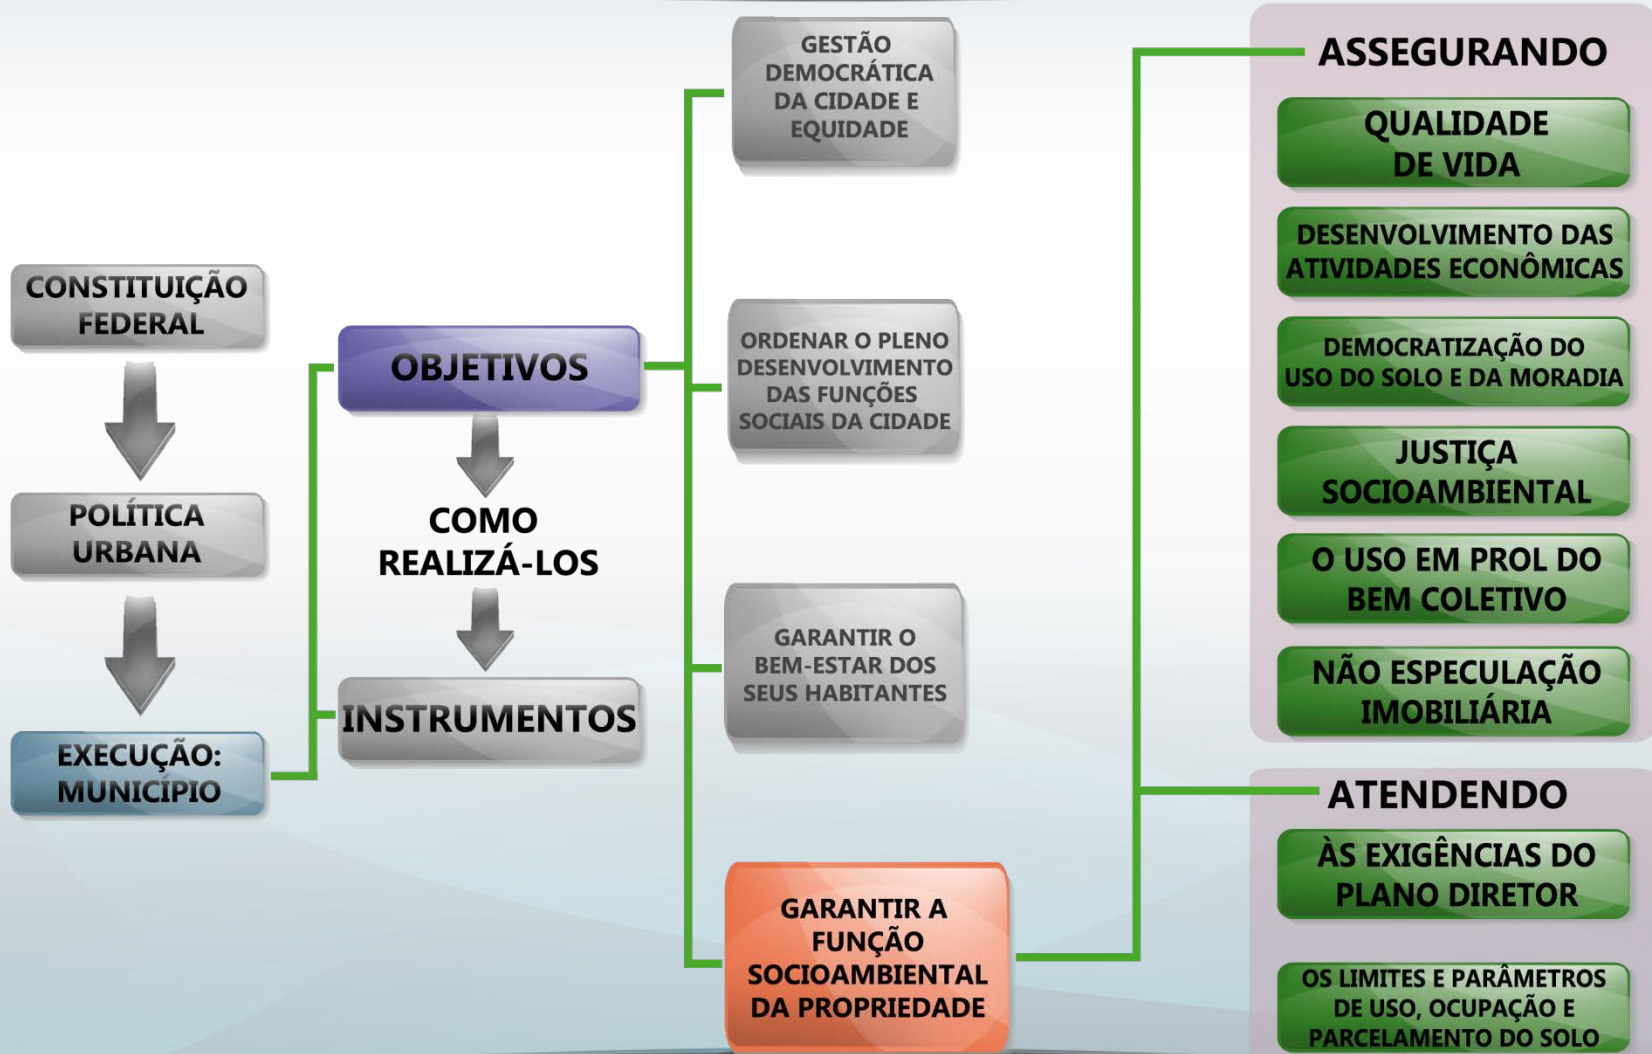 CONSTITUIÇÃO
FEDERAL
POLÍTICA
URBANA
EXECUÇÃO:
MUNICÍPIO
OBJETIVOS
COMO
REALIZÁ-LOS
INSTRUMENTOS
GESTÃO
DEMOCRÁTICA
DA CIDADE E
EQUIDADE
ORDENAR O PLENO
DESENVOLVIMENTO
DAS FUNÇÕES
SOCIAIS DA CIDADE
GARANTIR O
BEM-ESTAR DOS
SEUS HABITANTES
GARANTIR A
FUNÇÃO
SOCIOAMBIENTAL
DA PROPRIEDADE
ASSEGURANDO
QUALIDADE
DE VIDA
DESENVOLVIMENTO DAS
ATIVIDADES ECONÔMICAS
DEMOCRATIZAÇÃO DO
USO DO SOLO E DA MORADIA
JUSTIÇA
SOCIOAMBIENTAL
O USO EM PROL DO
BEM COLETIVO
NÃO ESPECULAÇÃO
IMOBILIÁRIA
ATENDENDO
ÀS EXIGÊNCIAS DO
PLANO DIRETOR
OS LIMITES E PARÂMETROS
DE USO, OCUPAÇÃO E
PARCELAMENTO DO SOLO